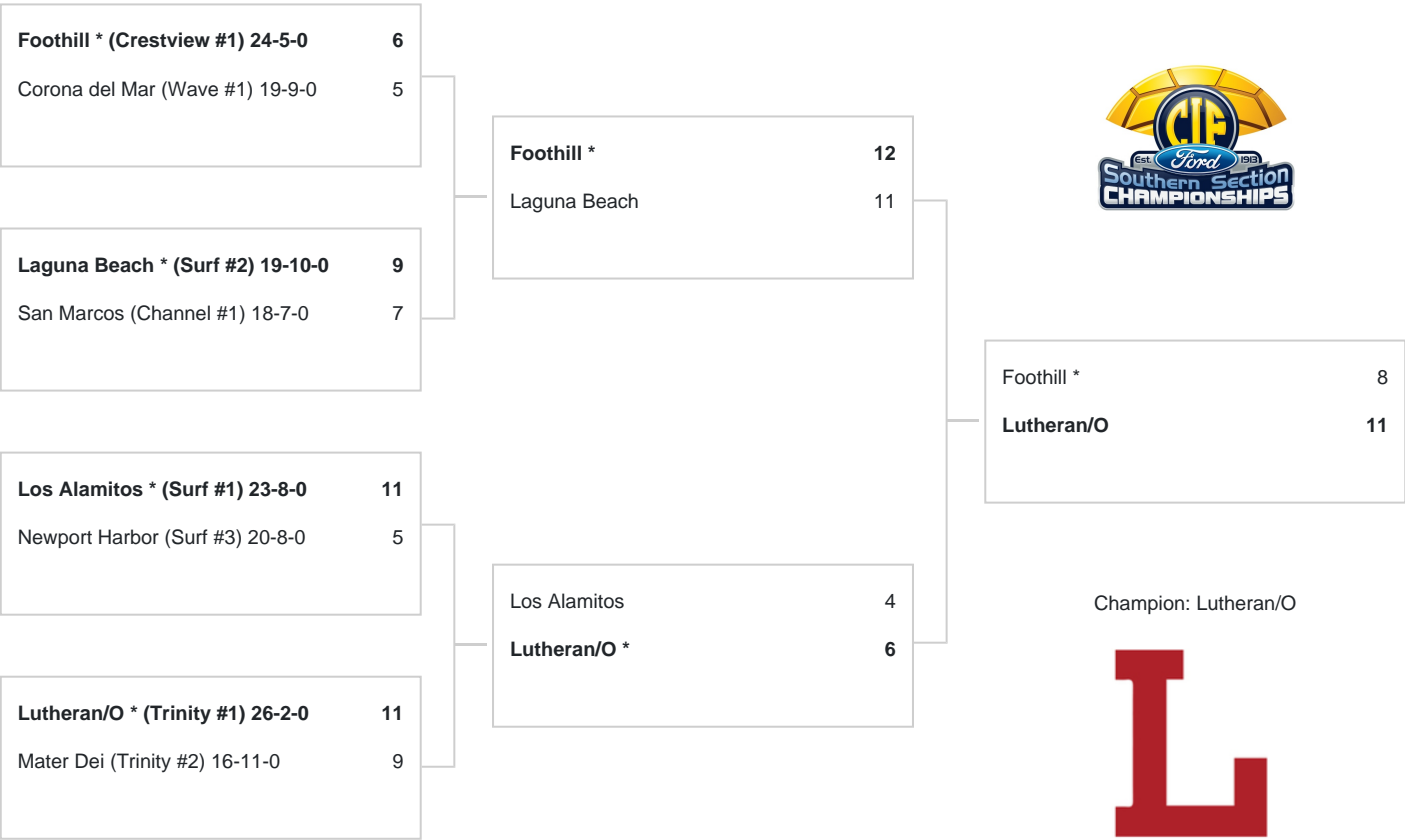 Foothill * (Crestview #1) 24-5-0 6
Corona del Mar (Wave #1) 19-9-0 5
Laguna Beach * (Surf #2) 19-10-0 9
San Marcos (Channel #1) 18-7-0 7
Los Alamitos * (Surf #1) 23-8-0 11
Newport Harbor (Surf #3) 20-8-0 5
Lutheran/O * (Trinity #1) 26-2-0 11
Mater Dei (Trinity #2) 16-11-0 9
Foothill * 12
Laguna Beach 11
Los Alamitos 4
Lutheran/O * 6
CIF
Est. Ford 1913
Southern Section
CHAMPIONSHIPS
Foothill * 8
Lutheran/O 11
Champion: Lutheran/O
L